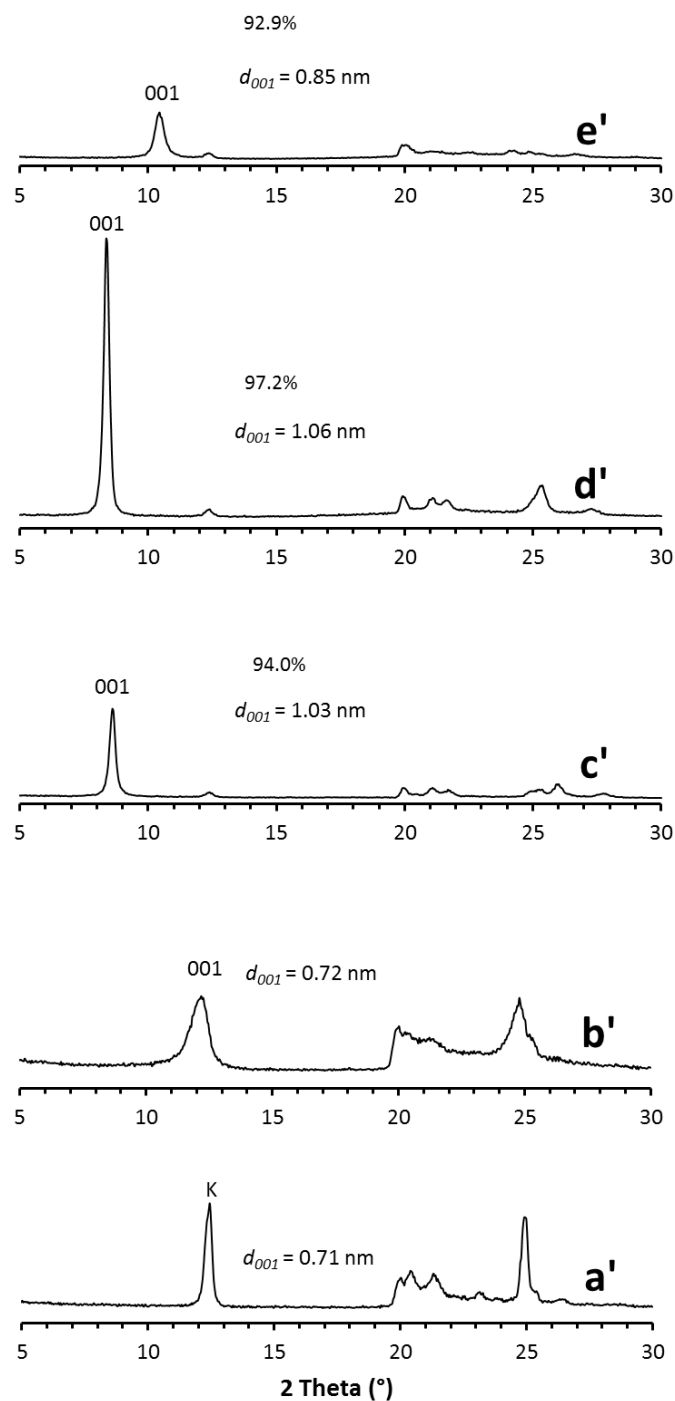 92.9%
d001 = 0.85 nm
001
e'
5 10 15 20 25 30
001
97.2%
d001 = 1.06 nm
d'
5 10 15 20 25 30
94.0%
001
d001 = 1.03 nm
c'
5 10 15 20 25 30
001
d001 = 0.72 nm
b'
5 10 15 20 25 30
K
d001 = 0.71 nm
a'
5 10 15 20 25 30
2 Theta (°)